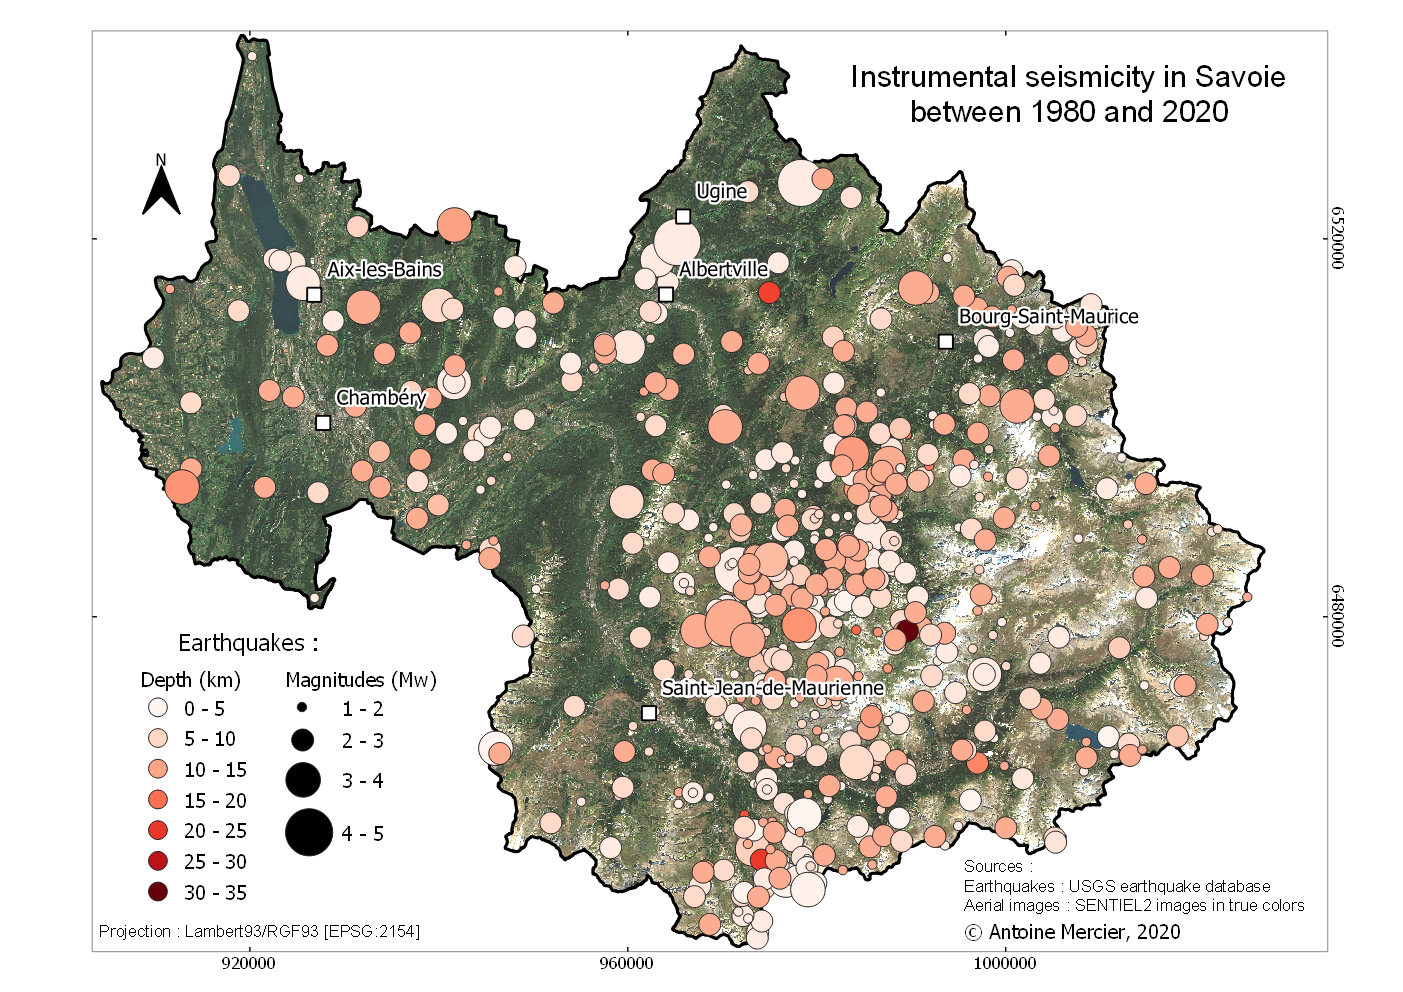 Instrumental seismicity in Savoie
between 1980 and 2020
N
Ugine
Aix-les-Bains
Albertville
Bourg-Saint-Maurice
Chambéry
Saint-Jean-de-Maurienne
6520000
6480000
Earthquakes :
Depth (km)
0 - 5
5 - 10
10 - 15
15 - 20
20 - 25
25 - 30
30 - 35
Magnitudes (Mw)
1 - 2
2 - 3
3 - 4
4 - 5
Projection : Lambert93/RGF93 [EPSG:2154]
Sources :
Earthquakes : USGS earthquake database
Aerial images : SENTIEL2 images in true colors
© Antoine Mercier, 2020
920000
960000
1000000